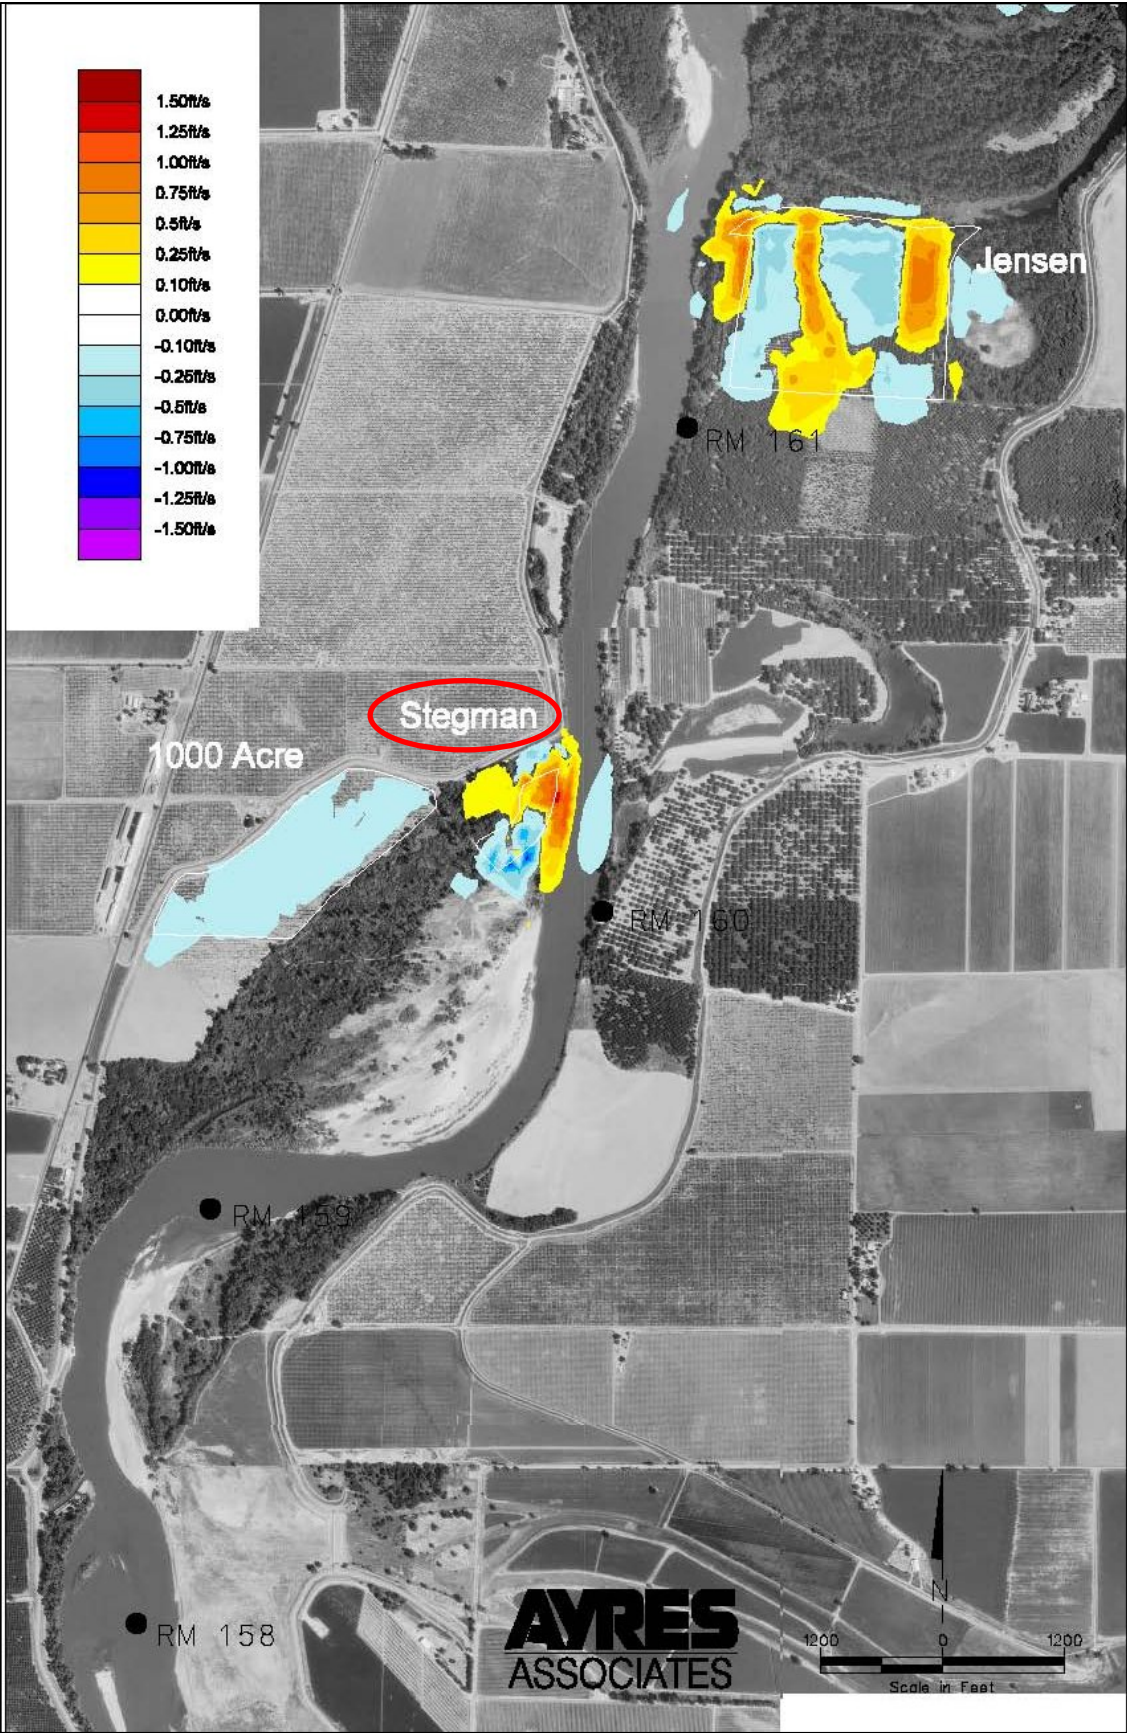 1.50ft/s
1.25ft/s
1.00ft/s
0.75ft/s
0.5ft/s
0.25ft/s
0.10ft/s
0.00ft/s
-0.10ft/s
-0.25ft/s
-0.5ft/s
-0.75ft/s
-1.00ft/s
-1.25ft/s
-1.50ft/s
Jensen
RM 161
Stegman
1000 Acre
RM 160
RM 159
RM 158
AYRES
ASSOCIATES
N
1200 0 1200
Scale in Feet